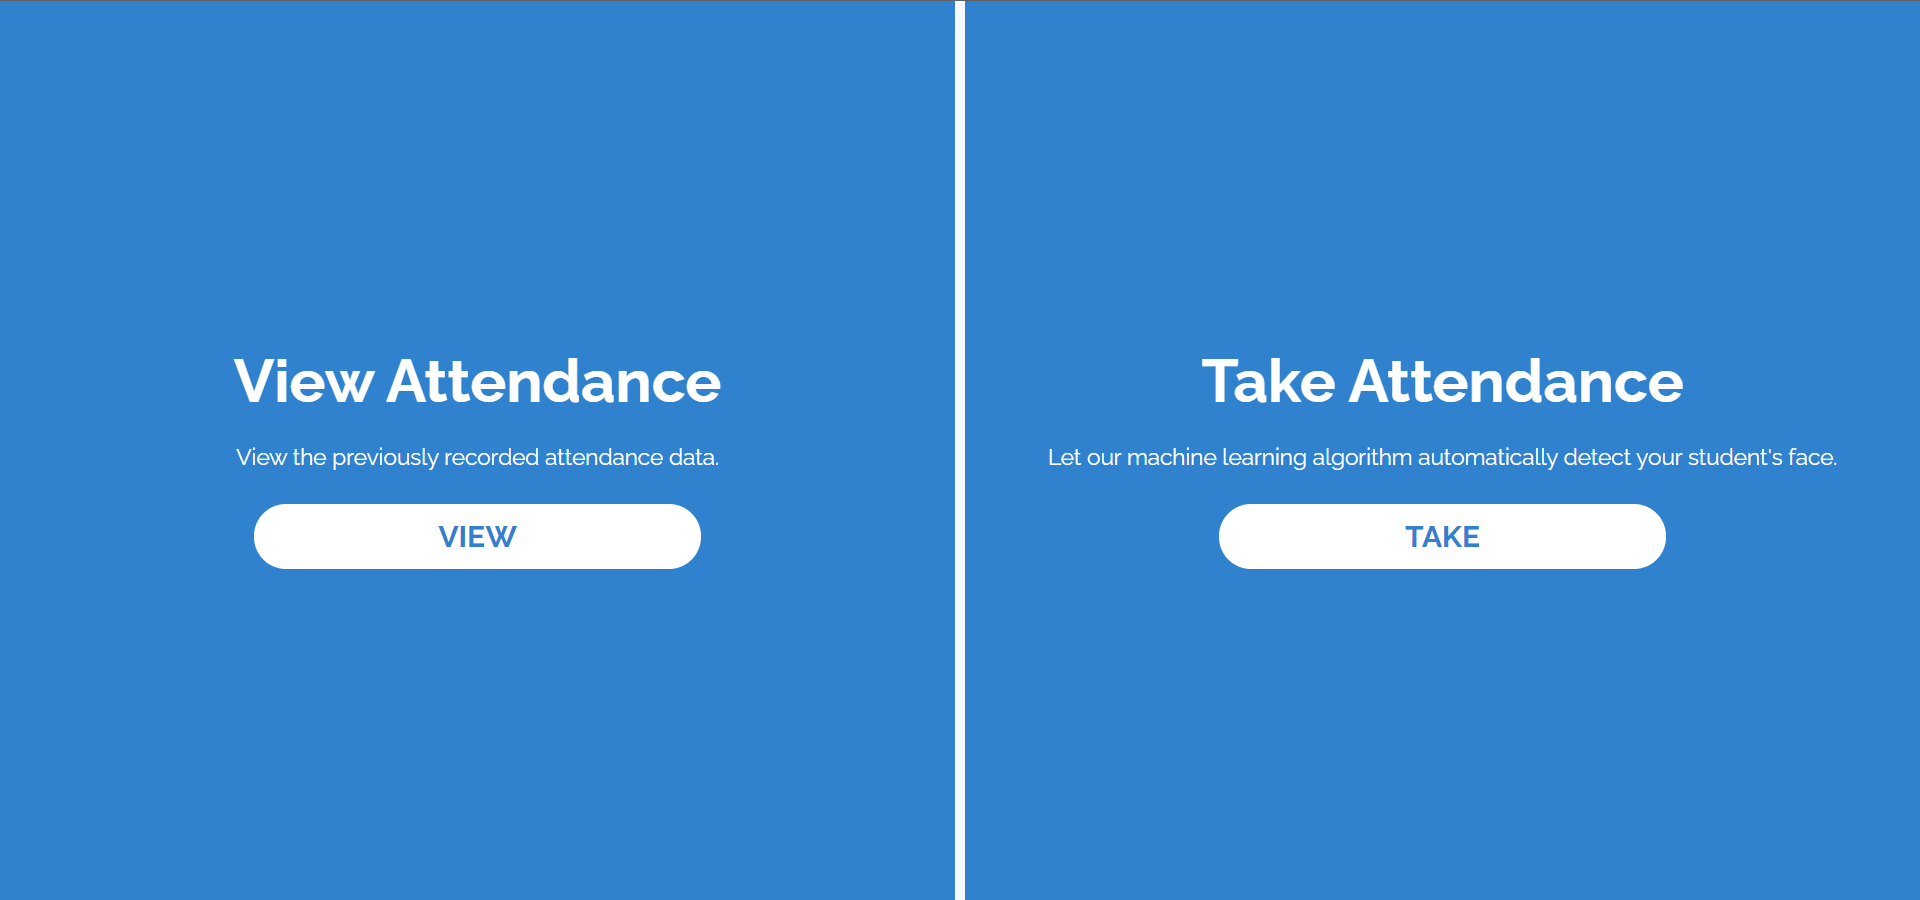 View Attendance
View the previously recorded attendance data.
VIEW
Take Attendance
Let our machine learning algorithm automatically detect your student's face.
TAKE